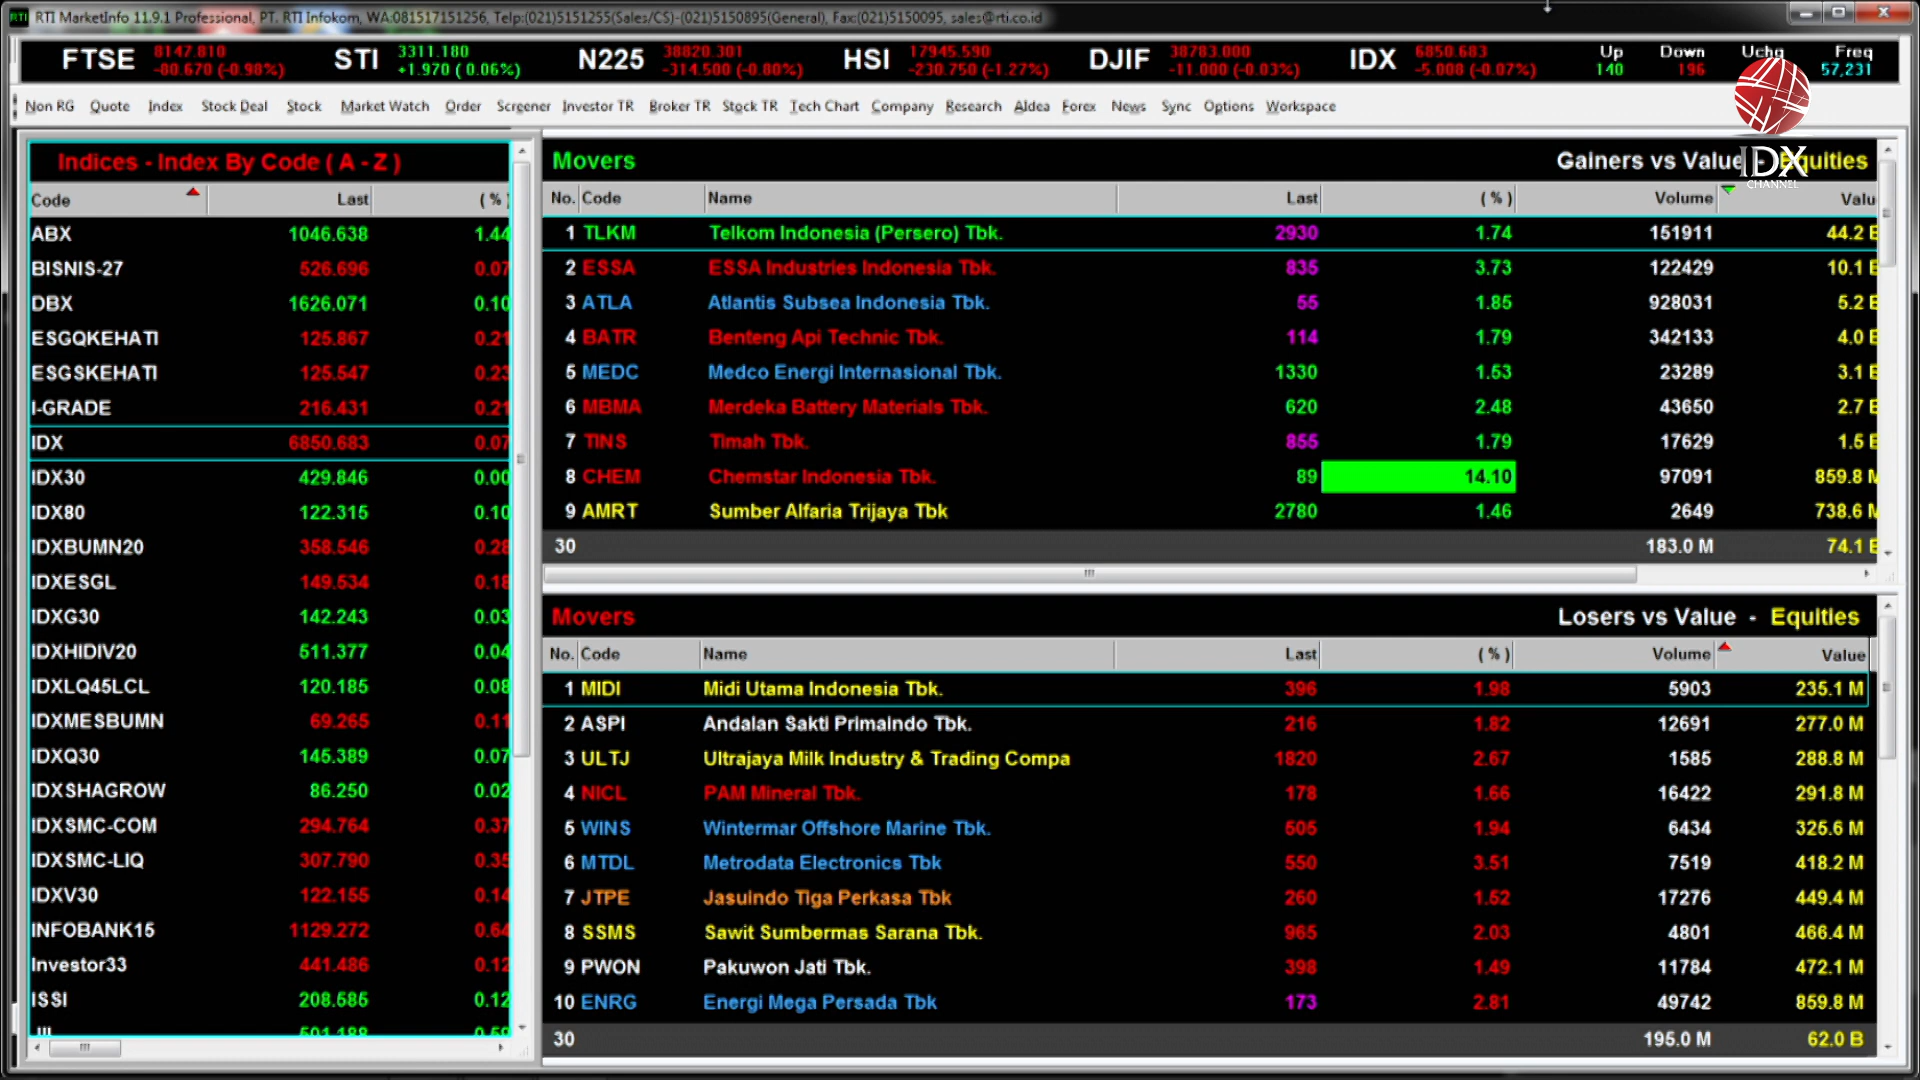 RTI MarketInfo 11.9.1 Professional, PT. RTI Infokom, WA:081517151256, Telp:(021)5151255(Sales/CS)-(021)5150895(General), Fax:(021)5150095, sales@rti.co.id
FTSE 8147.810 -80.670 (-0.98%) STI 3311.180 +1.970 ( 0.06%) N225 38820.301 -314.500 (-0.80%) HSI 17945.590 -230.750 (-1.27%) DJIF 38783.000 -11.000 (-0.03%) IDX 6850.683 -5.008 (-0.07%) Up 140 Down 196 Uchg Freq 57,231
Non RG Quote Index Stock Deal Stock Market Watch Order Screener Investor TR Broker TR Stock TR Tech Chart Company Research AIdea Forex News Sync Options Workspace
IDX
CHANNEL
Indices - Index By Code ( A - Z )
Code Last ( % )
ABX 1046.638 1.44
BISNIS-27 526.696 0.07
DBX 1626.071 0.10
ESGQKEHATI 125.867 0.21
ESGSKEHATI 125.547 0.23
I-GRADE 216.431 0.21
IDX 6850.683 0.07
IDX30 429.846 0.00
IDX80 122.315 0.10
IDXBUMN20 358.546 0.28
IDXESGL 149.534 0.18
IDXG30 142.243 0.03
IDXHIDIV20 511.377 0.04
IDXLQ45LCL 120.185 0.08
IDXMESBUMN 69.265 0.11
IDXQ30 145.389 0.07
IDXSHAGROW 86.250 0.02
IDXSMC-COM 294.764 0.37
IDXSMC-LIQ 307.790 0.35
IDXV30 122.155 0.14
INFOBANK15 1129.272 0.64
Investor33 441.486 0.12
ISSI 208.585 0.12
Movers Gainers vs Value - Equities
No. Code Name Last ( % ) Volume Valu
1 TLKM Telkom Indonesia (Persero) Tbk. 2930 1.74 151911 44.2
2 ESSA ESSA Industries Indonesia Tbk. 835 3.73 122429 10.1
3 ATLA Atlantis Subsea Indonesia Tbk. 55 1.85 928031 5.2
4 BATR Benteng Api Technic Tbk. 114 1.79 342133 4.0
5 MEDC Medco Energi Internasional Tbk. 1330 1.53 23289 3.1
6 MBMA Merdeka Battery Materials Tbk. 620 2.48 43650 2.7
7 TINS Timah Tbk. 855 1.79 17629 1.5
8 CHEM Chemstar Indonesia Tbk. 89 14.10 97091 859.8 M
9 AMRT Sumber Alfaria Trijaya Tbk 2780 1.46 2649 738.6 M
30 183.0 M 74.1
Movers Losers vs Value - Equities
No. Code Name Last ( % ) Volume Value
1 MIDI Midi Utama Indonesia Tbk. 396 1.98 5903 235.1 M
2 ASPI Andalan Sakti Primaindo Tbk. 216 1.82 12691 277.0 M
3 ULTJ Ultrajaya Milk Industry & Trading Compa 1820 2.67 1585 288.8 M
4 NICL PAM Mineral Tbk. 178 1.66 16422 291.8 M
5 WINS Wintermar Offshore Marine Tbk. 505 1.94 6434 325.6 M
6 MTDL Metrodata Electronics Tbk 550 3.51 7519 418.2 M
7 JTPE Jasuindo Tiga Perkasa Tbk 260 1.52 17276 449.4 M
8 SSMS Sawit Sumbermas Sarana Tbk. 965 2.03 4801 466.4 M
9 PWON Pakuwon Jati Tbk. 398 1.49 11784 472.1 M
10 ENRG Energi Mega Persada Tbk 173 2.81 49742 859.8 M
30 195.0 M 62.0 B